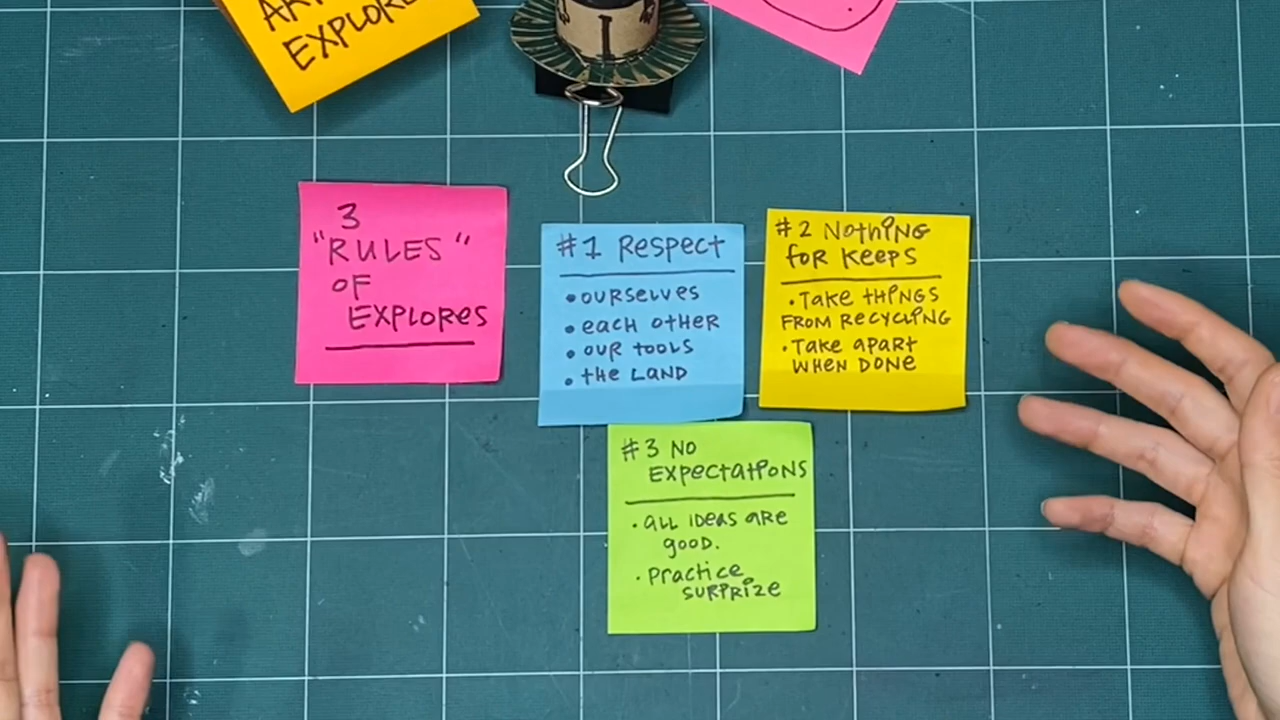 ART
EXPLORE
3
"RULES"
OF
EXPLORES
#1 RESPECT
• OURSELVES
• EACH OTHER
• OUR TOOLS
• THE LAND
#2 NOTHING
FOR KEEPS
• TAKE THINGS
FROM RECYCLING
• TAKE APART
WHEN DONE
#3 NO
EXPECTATIONS
• ALL IDEAS ARE
GOOD.
• PRACTICE
SURPRIZE